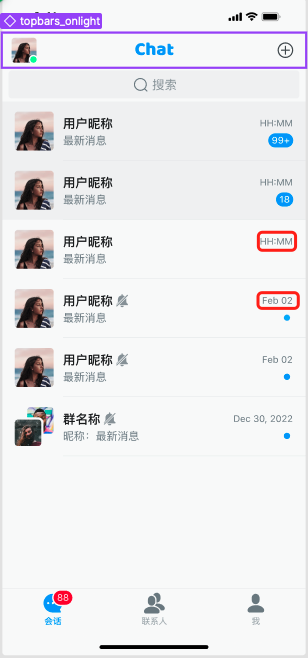 topbars_onlight
Chat
搜索
用户昵称 HH:MM
最新消息 99+
用户昵称 HH:MM
最新消息 18
用户昵称 HH:MM
最新消息
用户昵称 Feb 02
最新消息
用户昵称 Feb 02
最新消息
群名称 Dec 30, 2022
昵称：最新消息
88
会话 联系人 我